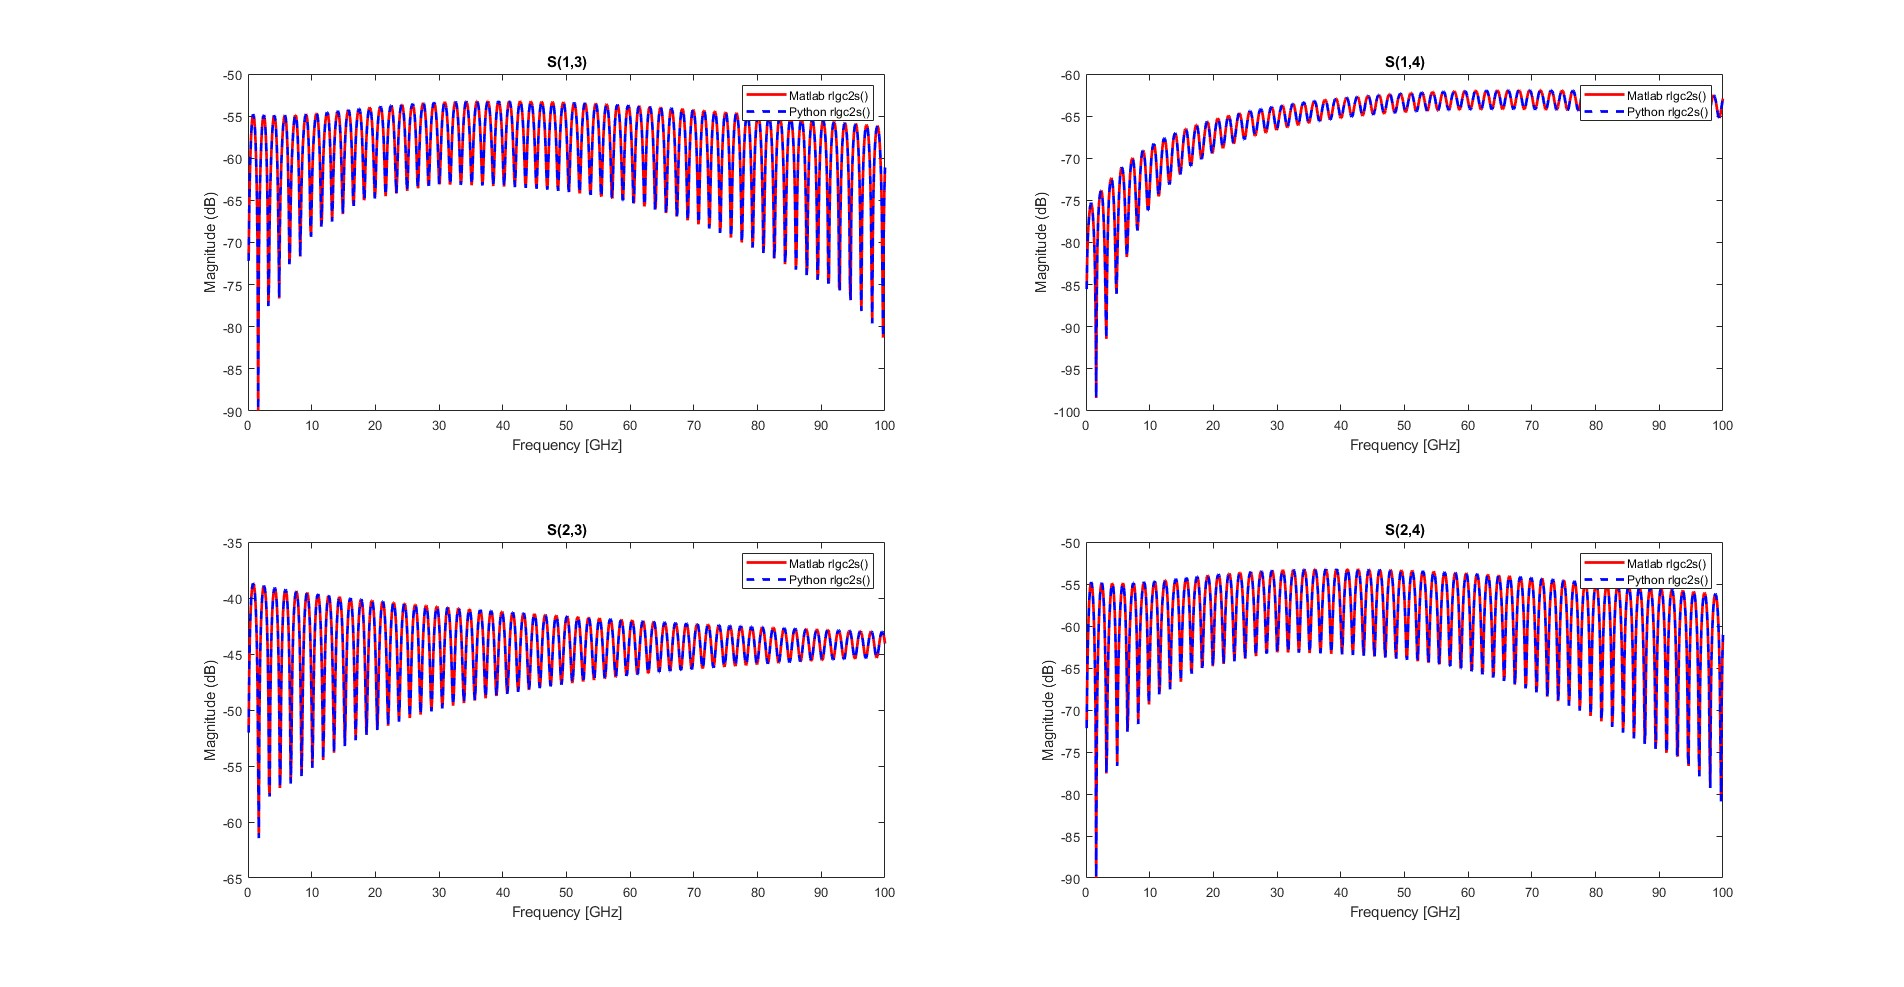 S(1,3)
-50
-55
-60
-65
-70
-75
-80
-85
-90
Magnitude (dB)
Matlab rlgc2s()
Python rlgc2s()
0 10 20 30 40 50 60 70 80 90 100
Frequency [GHz]
S(1,4)
-60
-65
-70
-75
-80
-85
-90
-95
-100
Magnitude (dB)
Matlab rlgc2s()
Python rlgc2s()
0 10 20 30 40 50 60 70 80 90 100
Frequency [GHz]
S(2,3)
-35
-40
-45
-50
-55
-60
-65
Magnitude (dB)
Matlab rlgc2s()
Python rlgc2s()
0 10 20 30 40 50 60 70 80 90 100
Frequency [GHz]
S(2,4)
-50
-55
-60
-65
-70
-75
-80
-85
-90
Magnitude (dB)
Matlab rlgc2s()
Python rlgc2s()
0 10 20 30 40 50 60 70 80 90 100
Frequency [GHz]